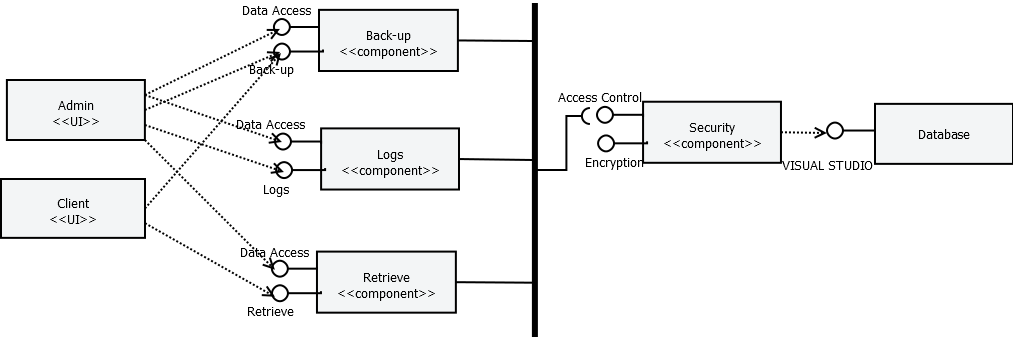 Data Access
Back-up
<<component>>
Back-up
Admin
<<UI>>
Access Control
Security
<<component>>
Database
Data Access
Logs
<<component>>
Encryption
VISUAL STUDIO
Logs
Client
<<UI>>
Data Access
Retrieve
<<component>>
Retrieve